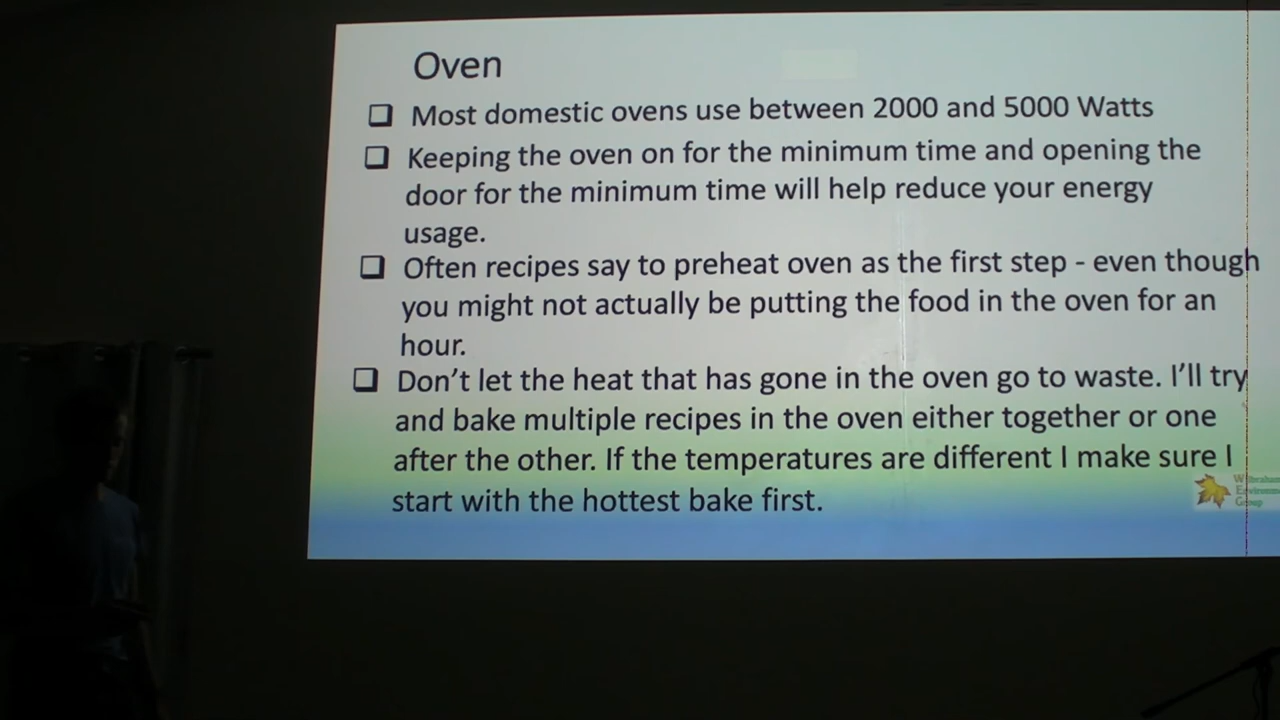 Oven
Most domestic ovens use between 2000 and 5000 Watts
Keeping the oven on for the minimum time and opening the
door for the minimum time will help reduce your energy
usage.
Often recipes say to preheat oven as the first step - even though
you might not actually be putting the food in the oven for an
hour.
Don’t let the heat that has gone in the oven go to waste. I’ll try
and bake multiple recipes in the oven either together or one
after the other. If the temperatures are different I make sure I
start with the hottest bake first.
Group